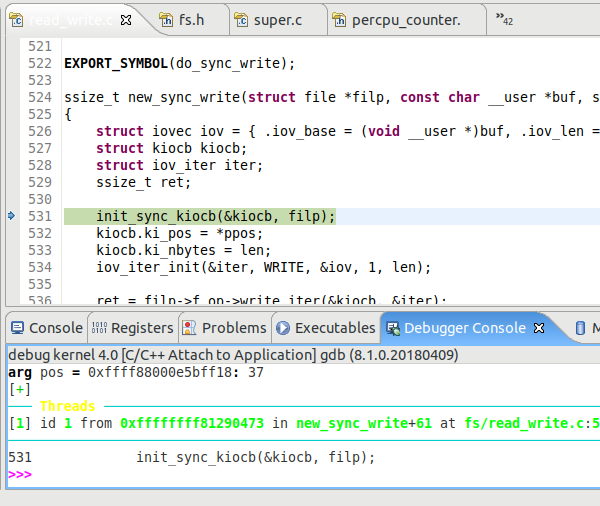 read_write.c fs.h super.c percpu_counter. »42
521
522 EXPORT_SYMBOL(do_sync_write);
523
524 ssize_t new_sync_write(struct file *filp, const char __user *buf, s
525 {
526 struct iovec iov = { .iov_base = (void __user *)buf, .iov_len =
527 struct kiocb kiocb;
528 struct iov_iter iter;
529 ssize_t ret;
530
531 init_sync_kiocb(&kiocb, filp);
532 kiocb.ki_pos = *ppos;
533 kiocb.ki_nbytes = len;
534 iov_iter_init(&iter, WRITE, &iov, 1, len);
535
536 ret = filp->f_op->write_iter(&kiocb, &iter);
Console Registers Problems Executables Debugger Console M
debug kernel 4.0 [C/C++ Attach to Application] gdb (8.1.0.20180409)
arg pos = 0xffff88000e5bff18: 37
[+]
Threads
[1] id 1 from 0xffffffff81290473 in new_sync_write+61 at fs/read_write.c:5
531 init_sync_kiocb(&kiocb, filp);
>>>